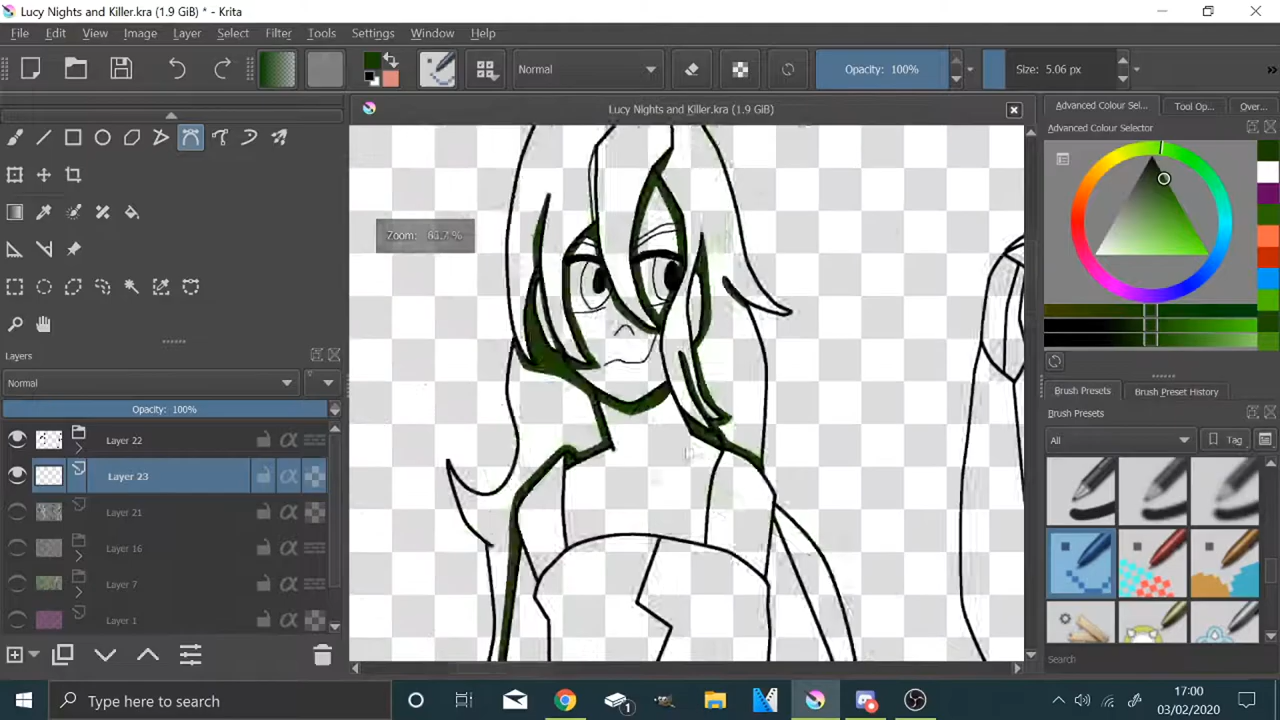 Lucy Nights and Killer.kra (1.9 GiB) * - Krita
File Edit View Image Layer Select Filter Tools Settings Window Help
Normal
Opacity: 100%
Size: 5.06 px
Lucy Nights and Killer.kra (1.9 GiB)
Advanced Colour Sel...
Tool Op...
Over...
Advanced Colour Selector
Zoom:
Layers
Normal
Opacity: 100%
Layer 22
Layer 23
Layer 21
Layer 16
Layer 7
Layer 1
Brush Presets
Brush Preset History
Brush Presets
All
Tag
Search
Type here to search
1
17:00
03/02/2020